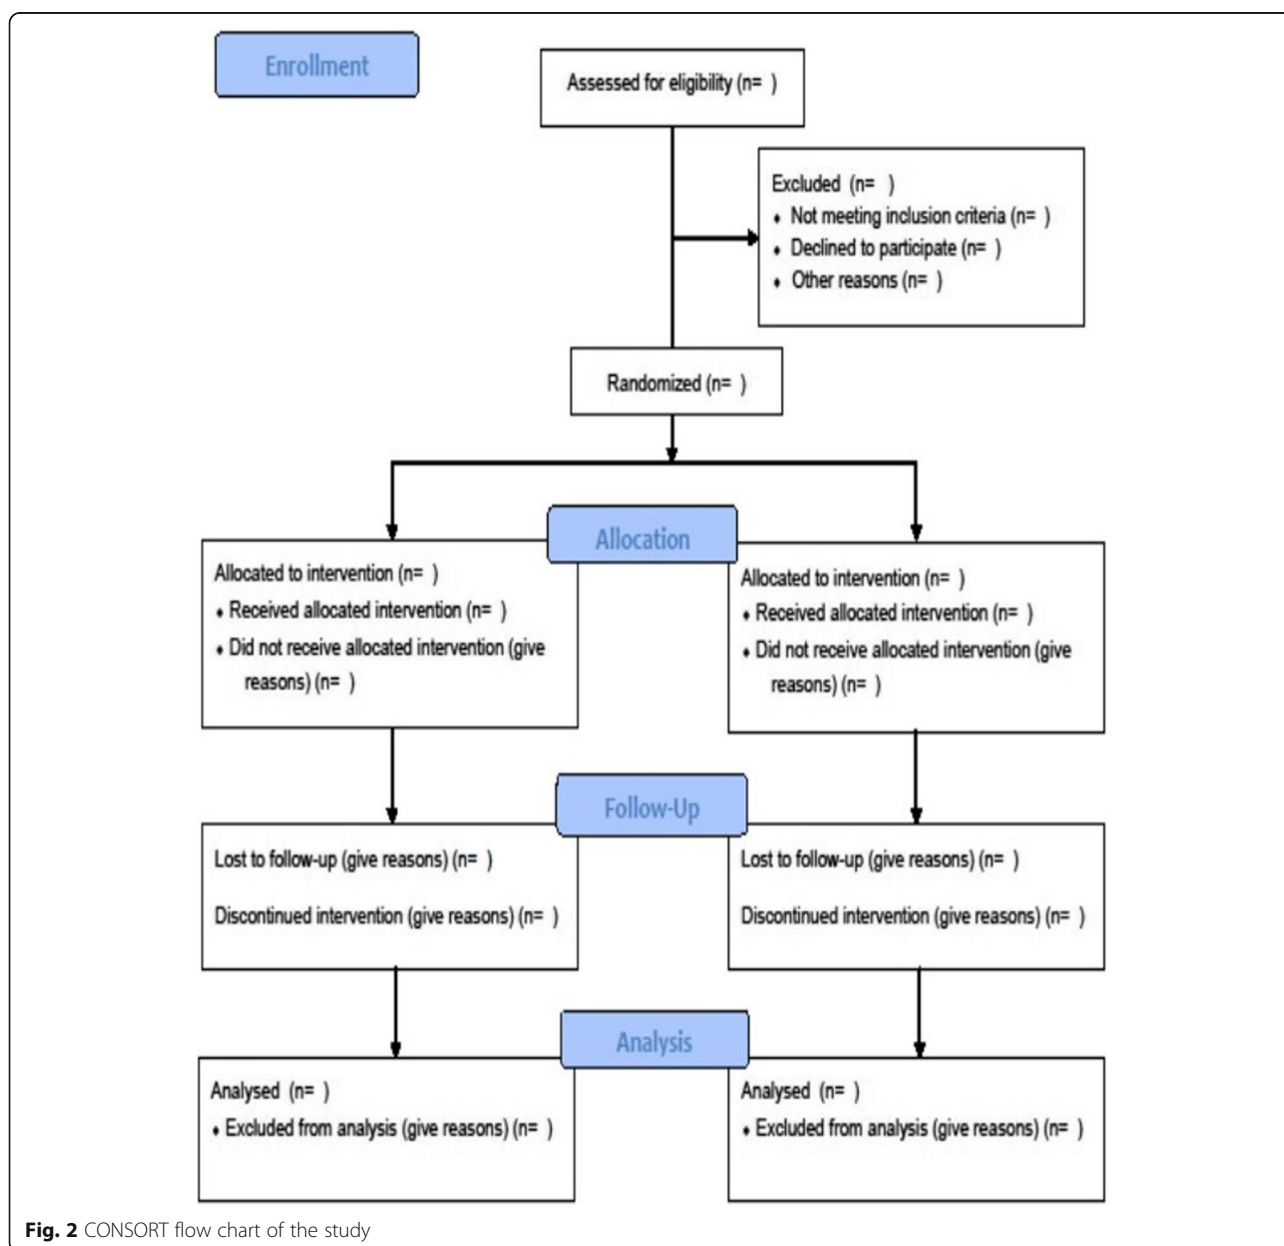 Enrollment
Assessed for eligibility (n= )
Excluded (n= )
♦ Not meeting inclusion criteria (n= )
♦ Declined to participate (n= )
♦ Other reasons (n= )
Randomized (n= )
Allocation
Allocated to intervention (n= )
♦ Received allocated intervention (n= )
♦ Did not receive allocated intervention (give
reasons) (n= )
Allocated to intervention (n= )
♦ Received allocated intervention (n= )
♦ Did not receive allocated intervention (give
reasons) (n= )
Follow-Up
Lost to follow-up (give reasons) (n= )
Discontinued intervention (give reasons) (n= )
Lost to follow-up (give reasons) (n= )
Discontinued intervention (give reasons) (n= )
Analysis
Analysed (n= )
♦ Excluded from analysis (give reasons) (n= )
Analysed (n= )
♦ Excluded from analysis (give reasons) (n= )
Fig. 2 CONSORT flow chart of the study